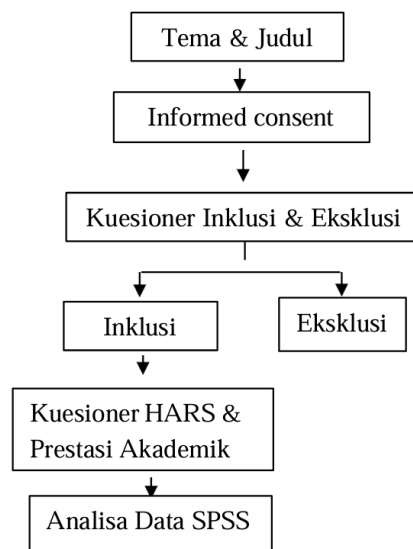 Tema & Judul
Informed consent
Kuesioner Inklusi & Eksklusi
Inklusi
Eksklusi
Kuesioner HARS &
Prestasi Akademik
Analisa Data SPSS